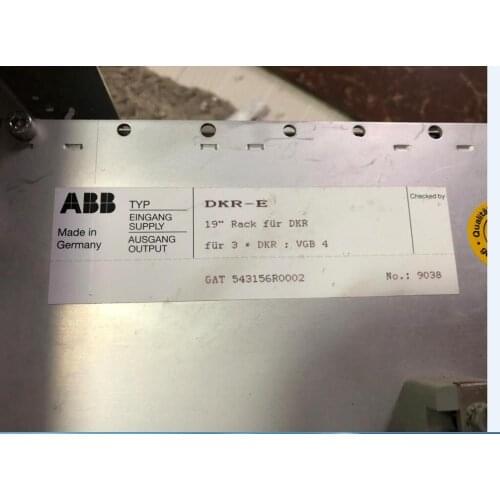 ABB
Made in
Germany
TYP
EINGANG
SUPPLY
AUSGANG
OUTPUT
DKR-E
19" Rack für DKR
für 3 * DKR ; VGB 4
GAT 543156R0002
No.: 9038
Checked by